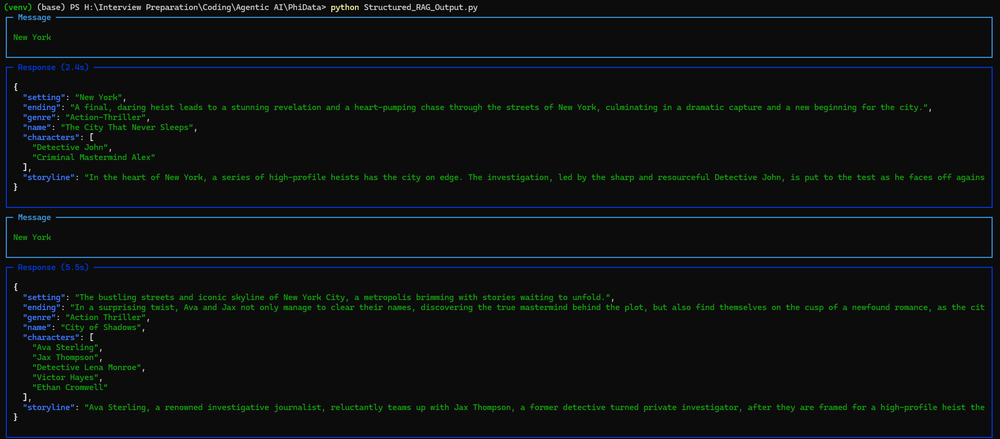 (venv) (base) PS H:\Interview Preparation\Coding\Agentic AI\PhiData> python Structured_RAG_Output.py
Message
New York
Response (2.4s)
{
  "setting": "New York",
  "ending": "A final, daring heist leads to a stunning revelation and a heart-pumping chase through the streets of New York, culminating in a dramatic capture and a new beginning for the city.",
  "genre": "Action-Thriller",
  "name": "The City That Never Sleeps",
  "characters": [
    "Detective John",
    "Criminal Mastermind Alex"
  ],
  "storyline": "In the heart of New York, a series of high-profile heists has the city on edge. The investigation, led by the sharp and resourceful Detective John, is put to the test as he faces off agains
}
Message
New York
Response (5.5s)
{
  "setting": "The bustling streets and iconic skyline of New York City, a metropolis brimming with stories waiting to unfold.",
  "ending": "In a surprising twist, Ava and Jax not only manage to clear their names, discovering the true mastermind behind the plot, but also find themselves on the cusp of a newfound romance, as the cit
  "genre": "Action Thriller",
  "name": "City of Shadows",
  "characters": [
    "Ava Sterling",
    "Jax Thompson",
    "Detective Lena Monroe",
    "Victor Hayes",
    "Ethan Cromwell"
  ],
  "storyline": "Ava Sterling, a renowned investigative journalist, reluctantly teams up with Jax Thompson, a former detective turned private investigator, after they are framed for a high-profile heist the
}